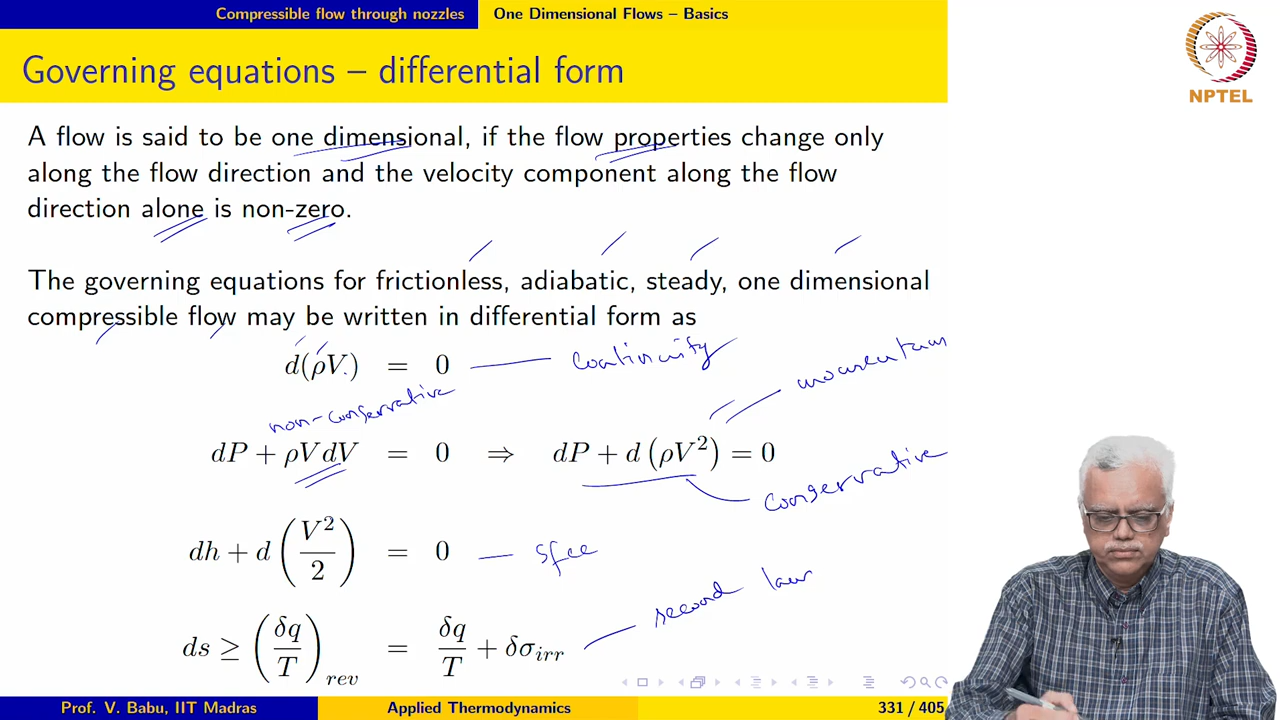 Compressible flow through nozzles One Dimensional Flows – Basics
Governing equations – differential form
NPTEL
A flow is said to be one dimensional, if the flow properties change only
along the flow direction and the velocity component along the flow
direction alone is non-zero.
The governing equations for frictionless, adiabatic, steady, one dimensional
compressible flow may be written in differential form as
d(ρV) = 0 continuity
momentum
non-conservative
dP + ρV dV = 0 ⇒ dP + d (ρV²) = 0
conservative
dh + d (V²/2) = 0 sfee
second law
ds ≥ (δq/T)rev = δq/T + δσirr
Prof. V. Babu, IIT Madras Applied Thermodynamics 331 / 405